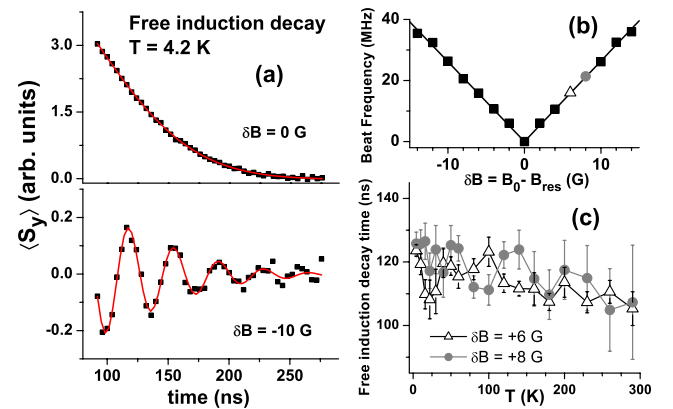 Free induction decay
T = 4.2 K
(a)
3.0
1.5
0.0
δB = 0 G
0.2
0.0
-0.2
δB = -10 G
100
150
200
250
time (ns)
⟨Sy⟩ (arb. units)
(b)
Beat Frequency (MHz)
40
20
0
-10
0
10
δB = B0- Bres (G)
(c)
Free induction decay time (ns)
140
120
100
δB = +6 G
δB = +8 G
0
100
200
300
T (K)